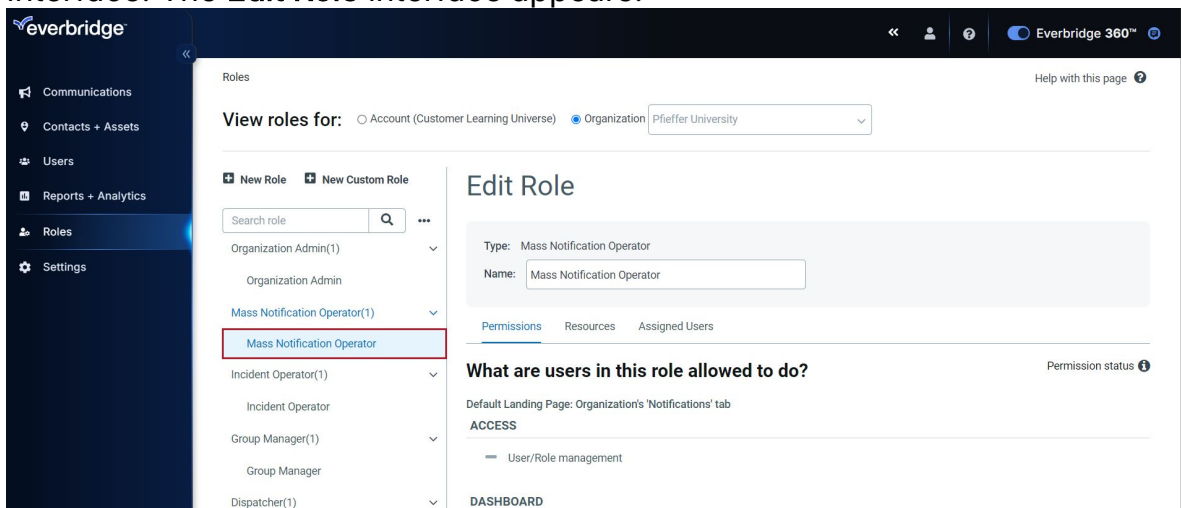 interface. The Edit Role interface appears.
everbridge
Everbridge 360™
Communications
Contacts + Assets
Users
Reports + Analytics
Roles
Settings
Roles
Help with this page
View roles for: Account (Customer Learning Universe) Organization Pfieffer University
New Role New Custom Role
Search role
Organization Admin(1)
Organization Admin
Mass Notification Operator(1)
Mass Notification Operator
Incident Operator(1)
Incident Operator
Group Manager(1)
Group Manager
Dispatcher(1)
Edit Role
Type: Mass Notification Operator
Name: Mass Notification Operator
Permissions Resources Assigned Users
What are users in this role allowed to do?
Permission status
Default Landing Page: Organization's 'Notifications' tab
ACCESS
User/Role management
DASHBOARD